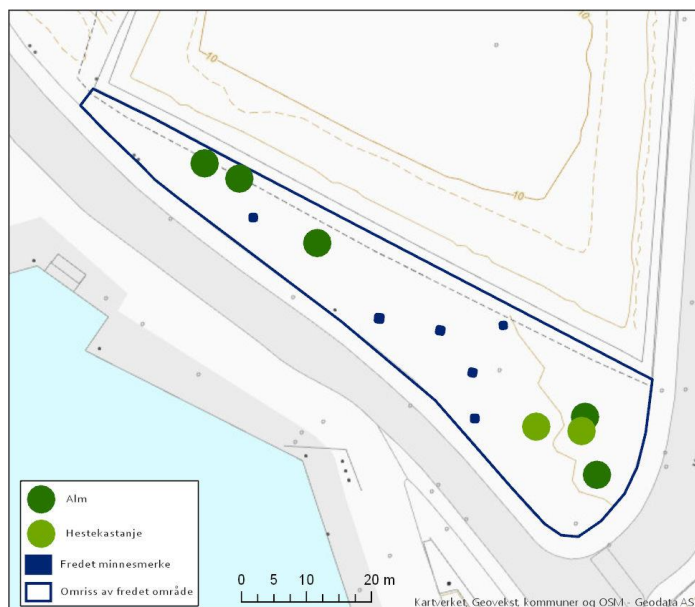 10
10
10
Alm
Hestekastanje
Fredet minnesmerke
Omriss av fredet område
0 5 10 20 m
Kartverket, Geovekst, kommuner og OSM - Geodata AS